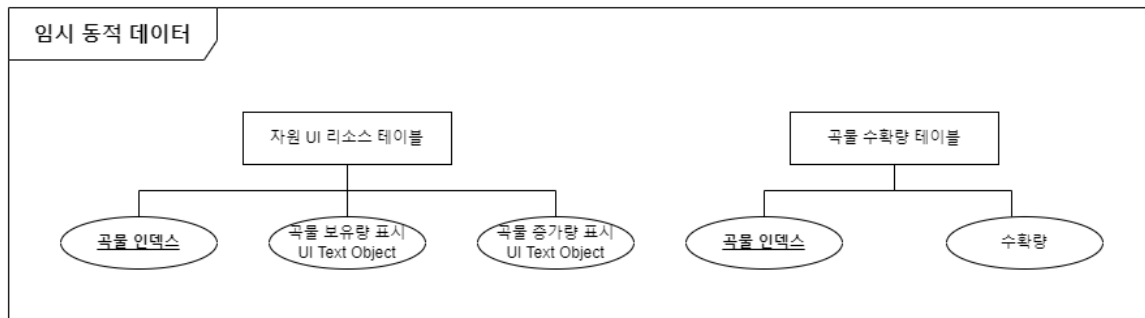 임시 동적 데이터
자원 UI 리소스 테이블
곡물 수확량 테이블
곡물 인덱스
곡물 보유량 표시
UI Text Object
곡물 증가량 표시
UI Text Object
곡물 인덱스
수확량